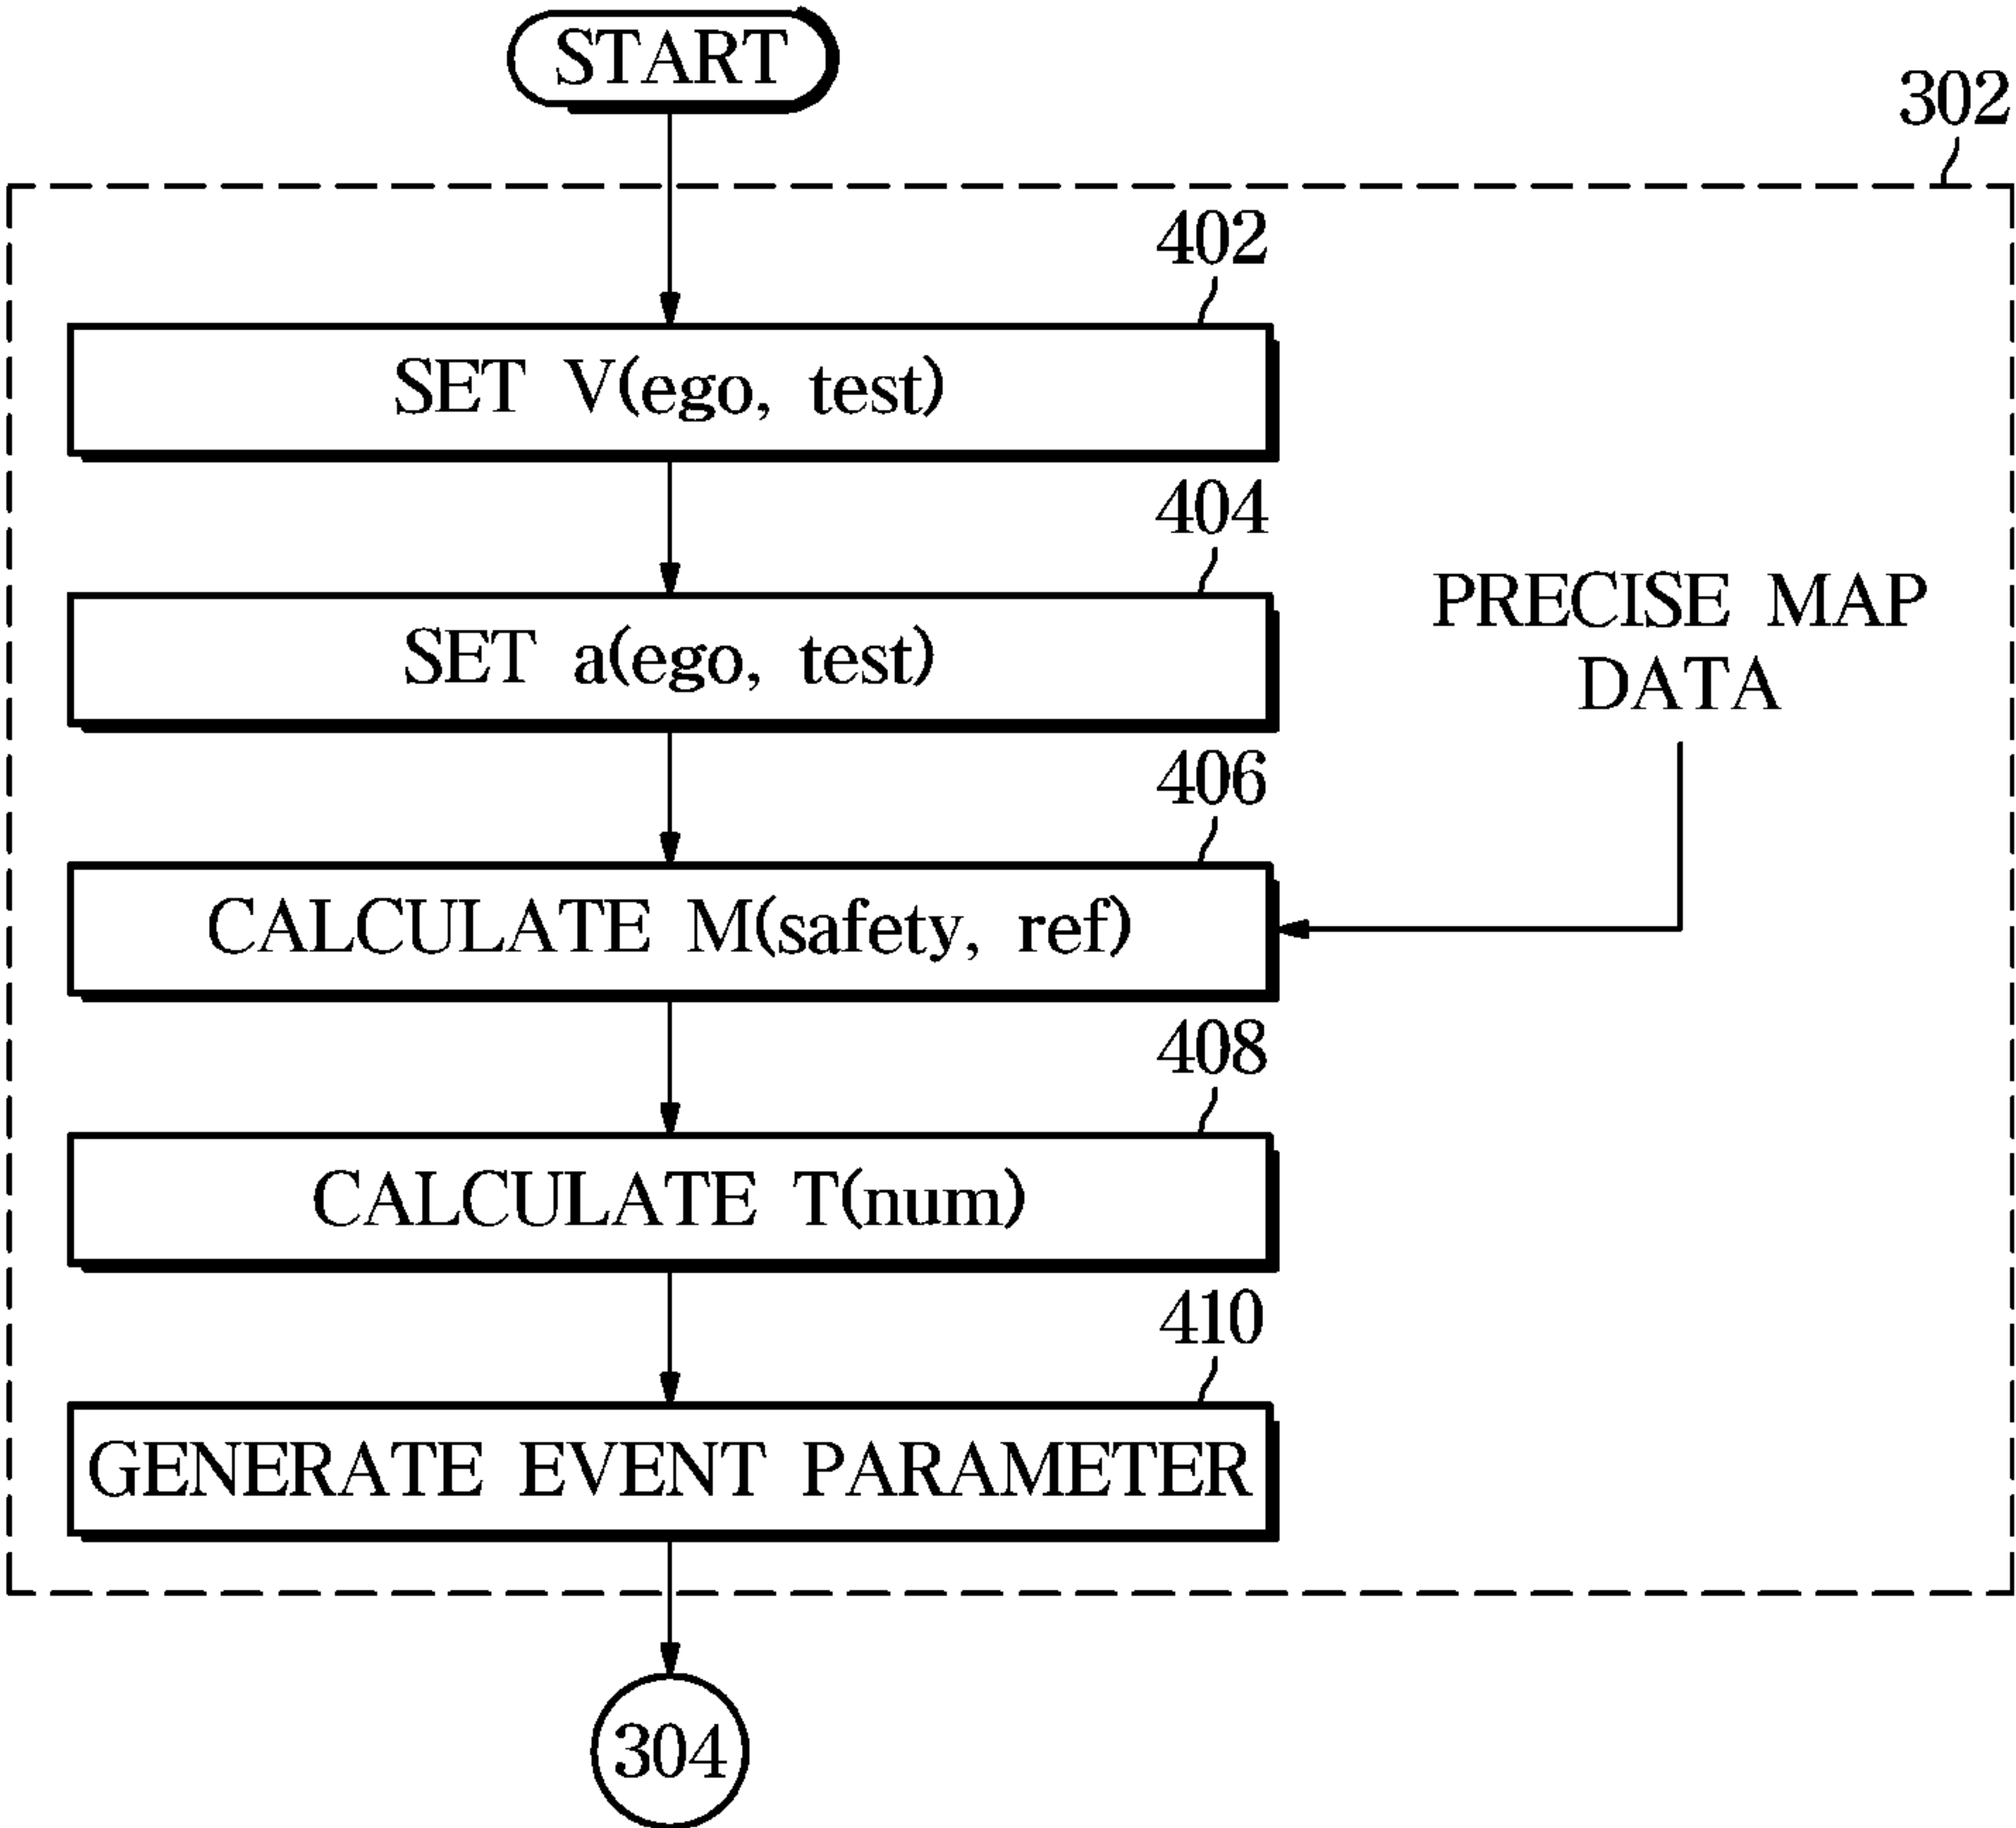 START
302
402
SET V(ego, test)
404
SET a(ego, test)
PRECISE MAP
DATA
406
CALCULATE M(safety, ref)
408
CALCULATE T(num)
410
GENERATE EVENT PARAMETER
304